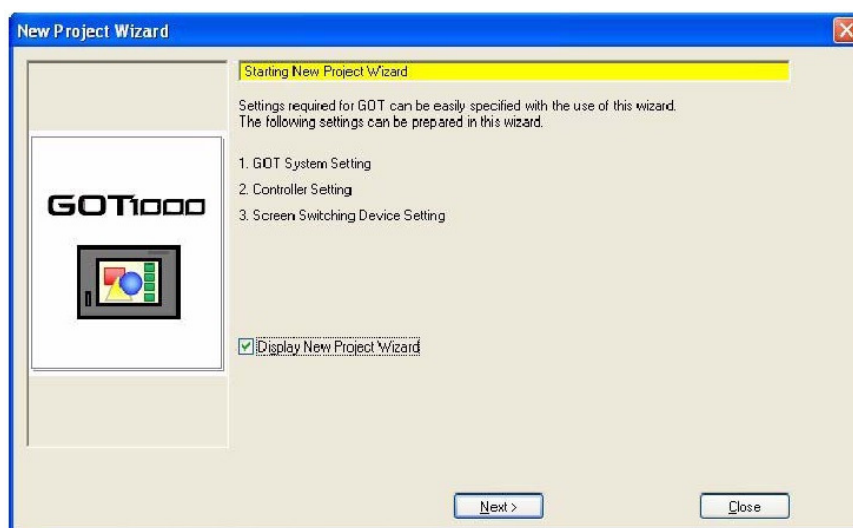 New Project Wizard
Starting New Project Wizard
Settings required for GOT can be easily specified with the use of this wizard.
The following settings can be prepared in this wizard.
1. GOT System Setting
2. Controller Setting
3. Screen Switching Device Setting
GOT1000
Display New Project Wizard
Next >
Close